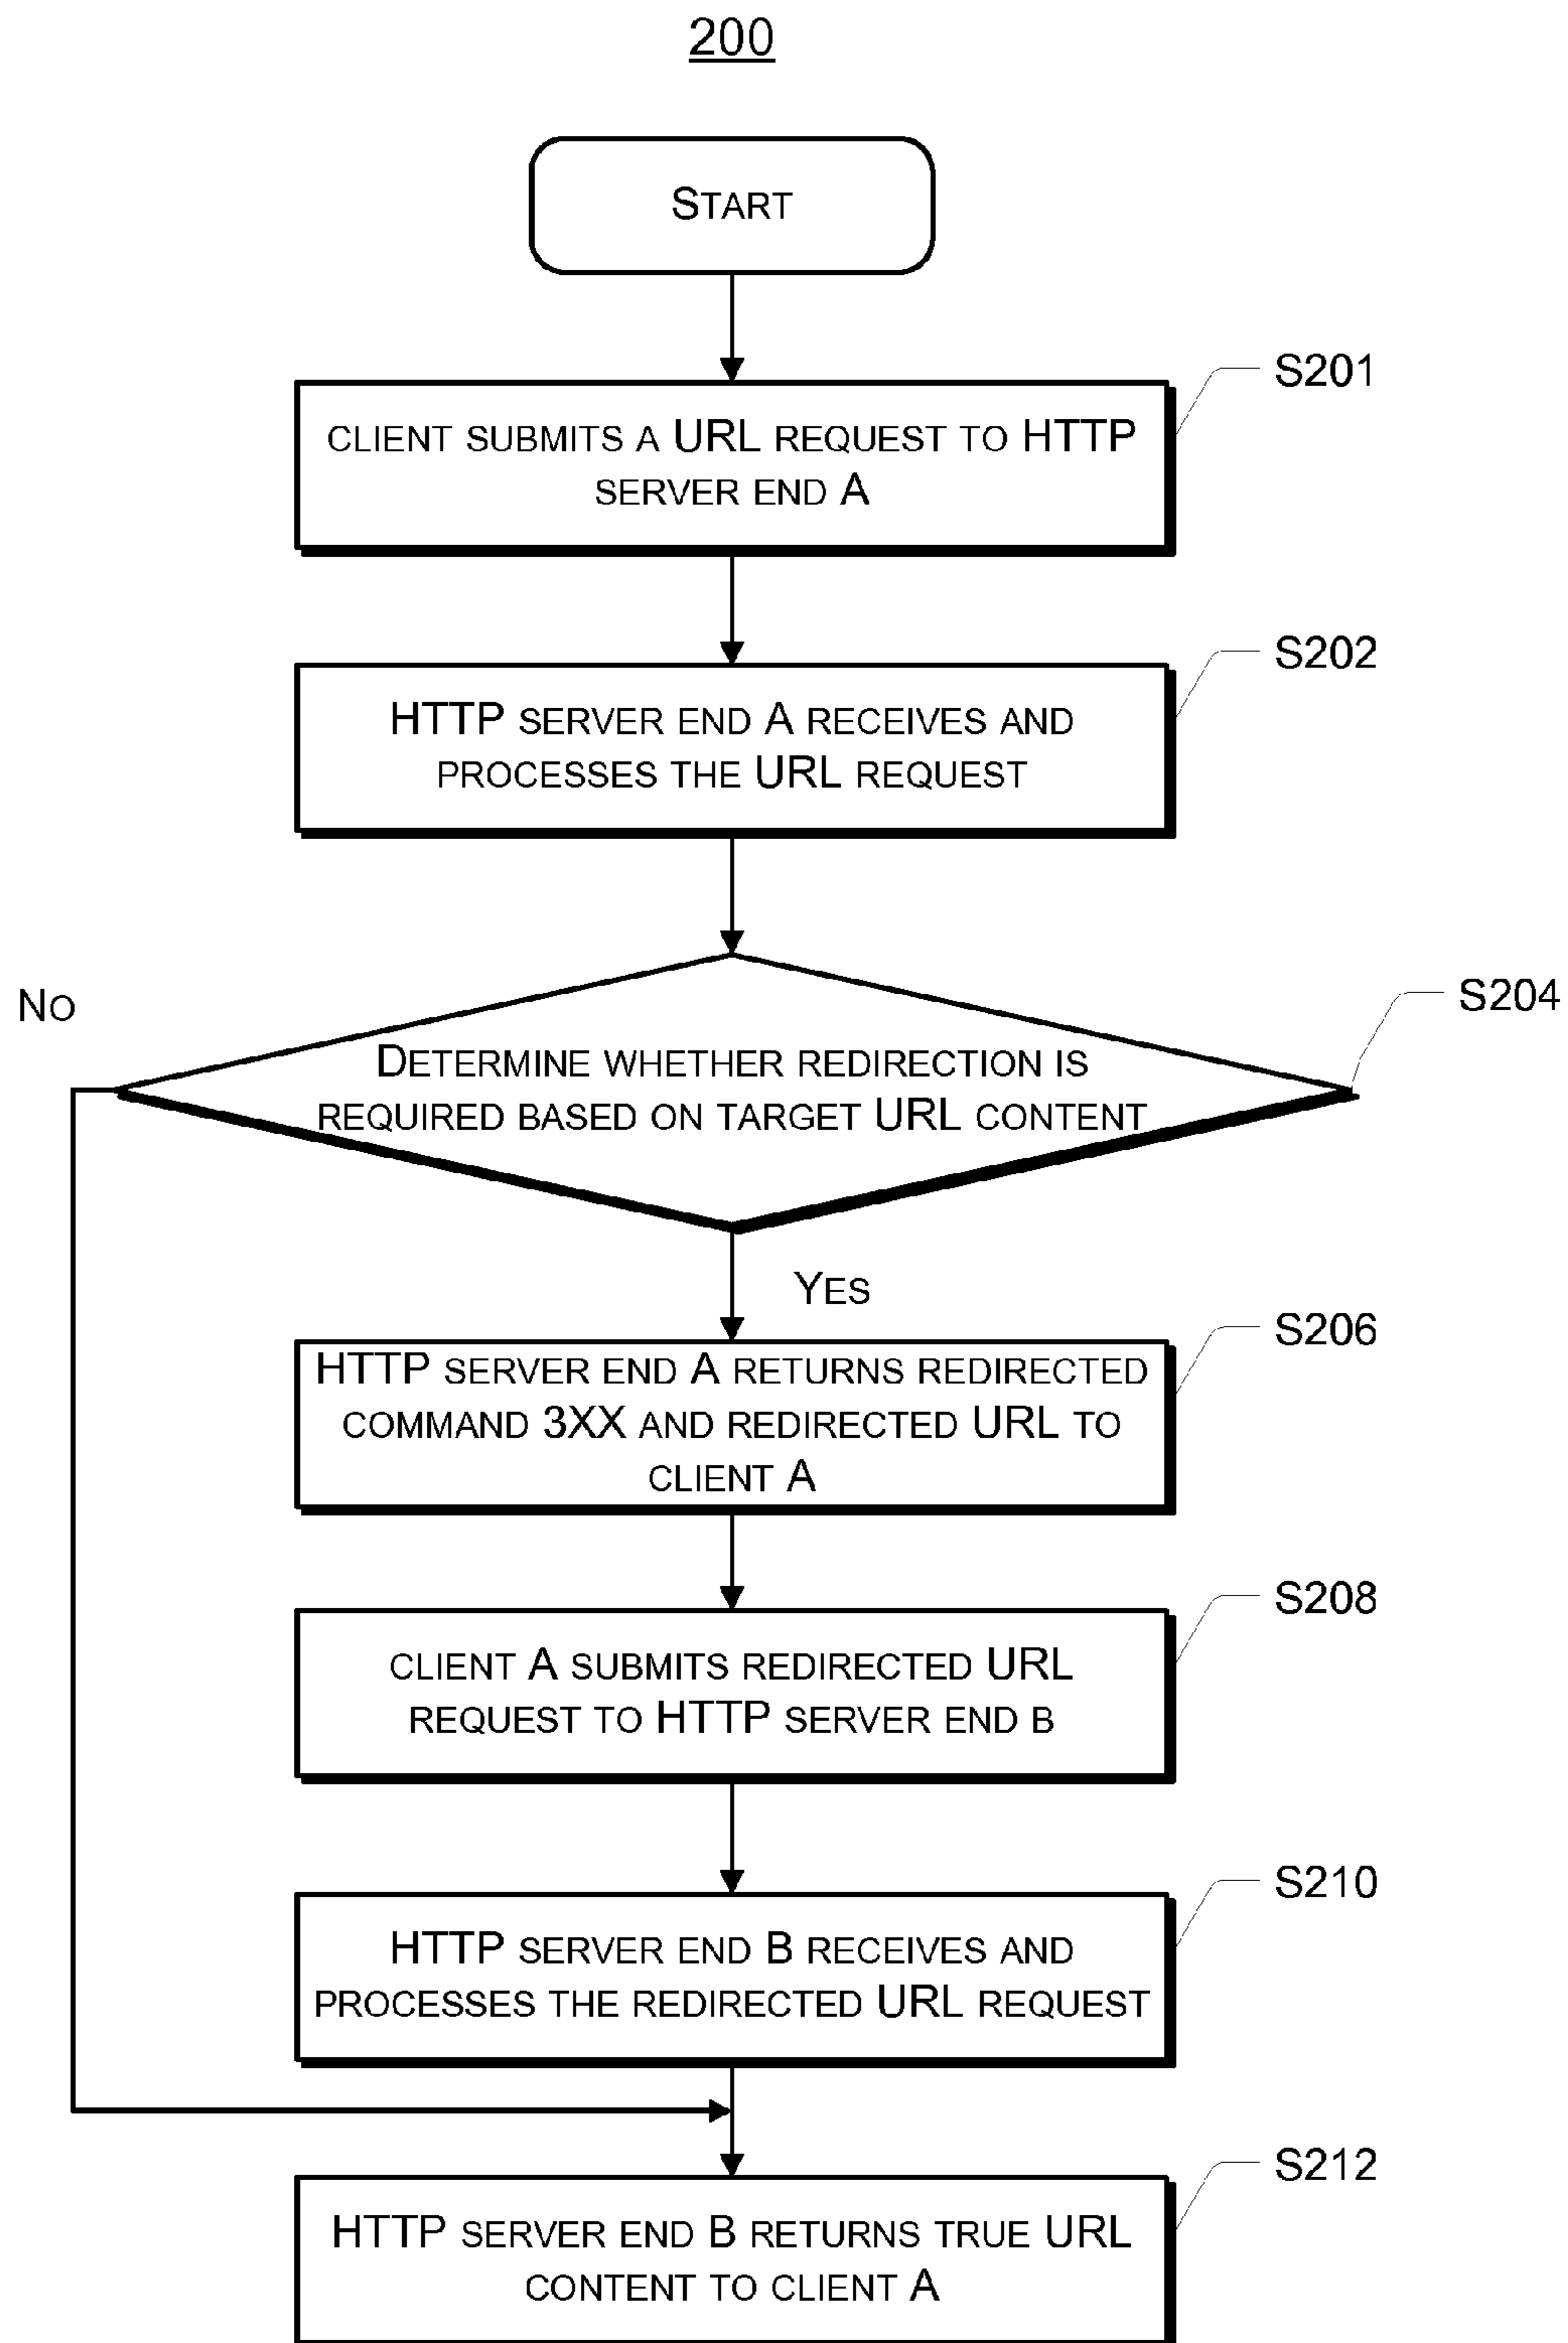 200
START
S201
CLIENT SUBMITS A URL REQUEST TO HTTP
SERVER END A
S202
HTTP SERVER END A RECEIVES AND
PROCESSES THE URL REQUEST
NO
S204
DETERMINE WHETHER REDIRECTION IS
REQUIRED BASED ON TARGET URL CONTENT
YES
S206
HTTP SERVER END A RETURNS REDIRECTED
COMMAND 3XX AND REDIRECTED URL TO
CLIENT A
S208
CLIENT A SUBMITS REDIRECTED URL
REQUEST TO HTTP SERVER END B
S210
HTTP SERVER END B RECEIVES AND
PROCESSES THE REDIRECTED URL REQUEST
S212
HTTP SERVER END B RETURNS TRUE URL
CONTENT TO CLIENT A